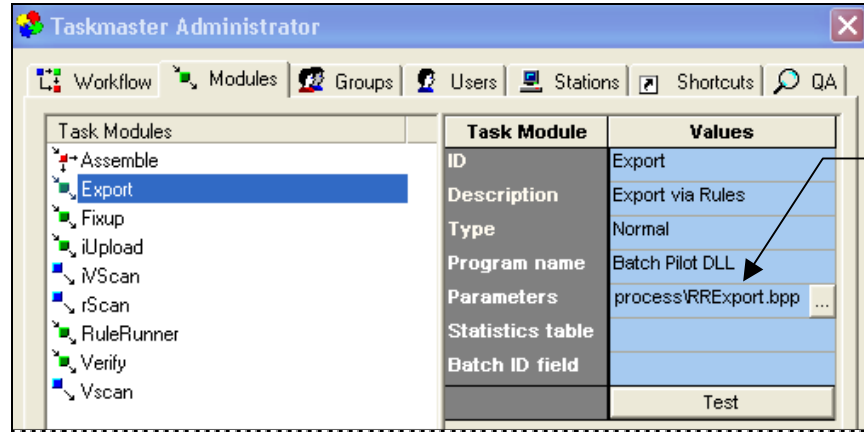 Taskmaster Administrator
Workflow Modules Groups Users Stations Shortcuts QA
Task Modules
Assemble
Export
Fixup
iUpload
iVScan
rScan
RuleRunner
Verify
Vscan
Task Module Values
ID Export
Description Export via Rules
Type Normal
Program name Batch Pilot DLL
Parameters process\RRExport.bpp ...
Statistics table
Batch ID field
Test